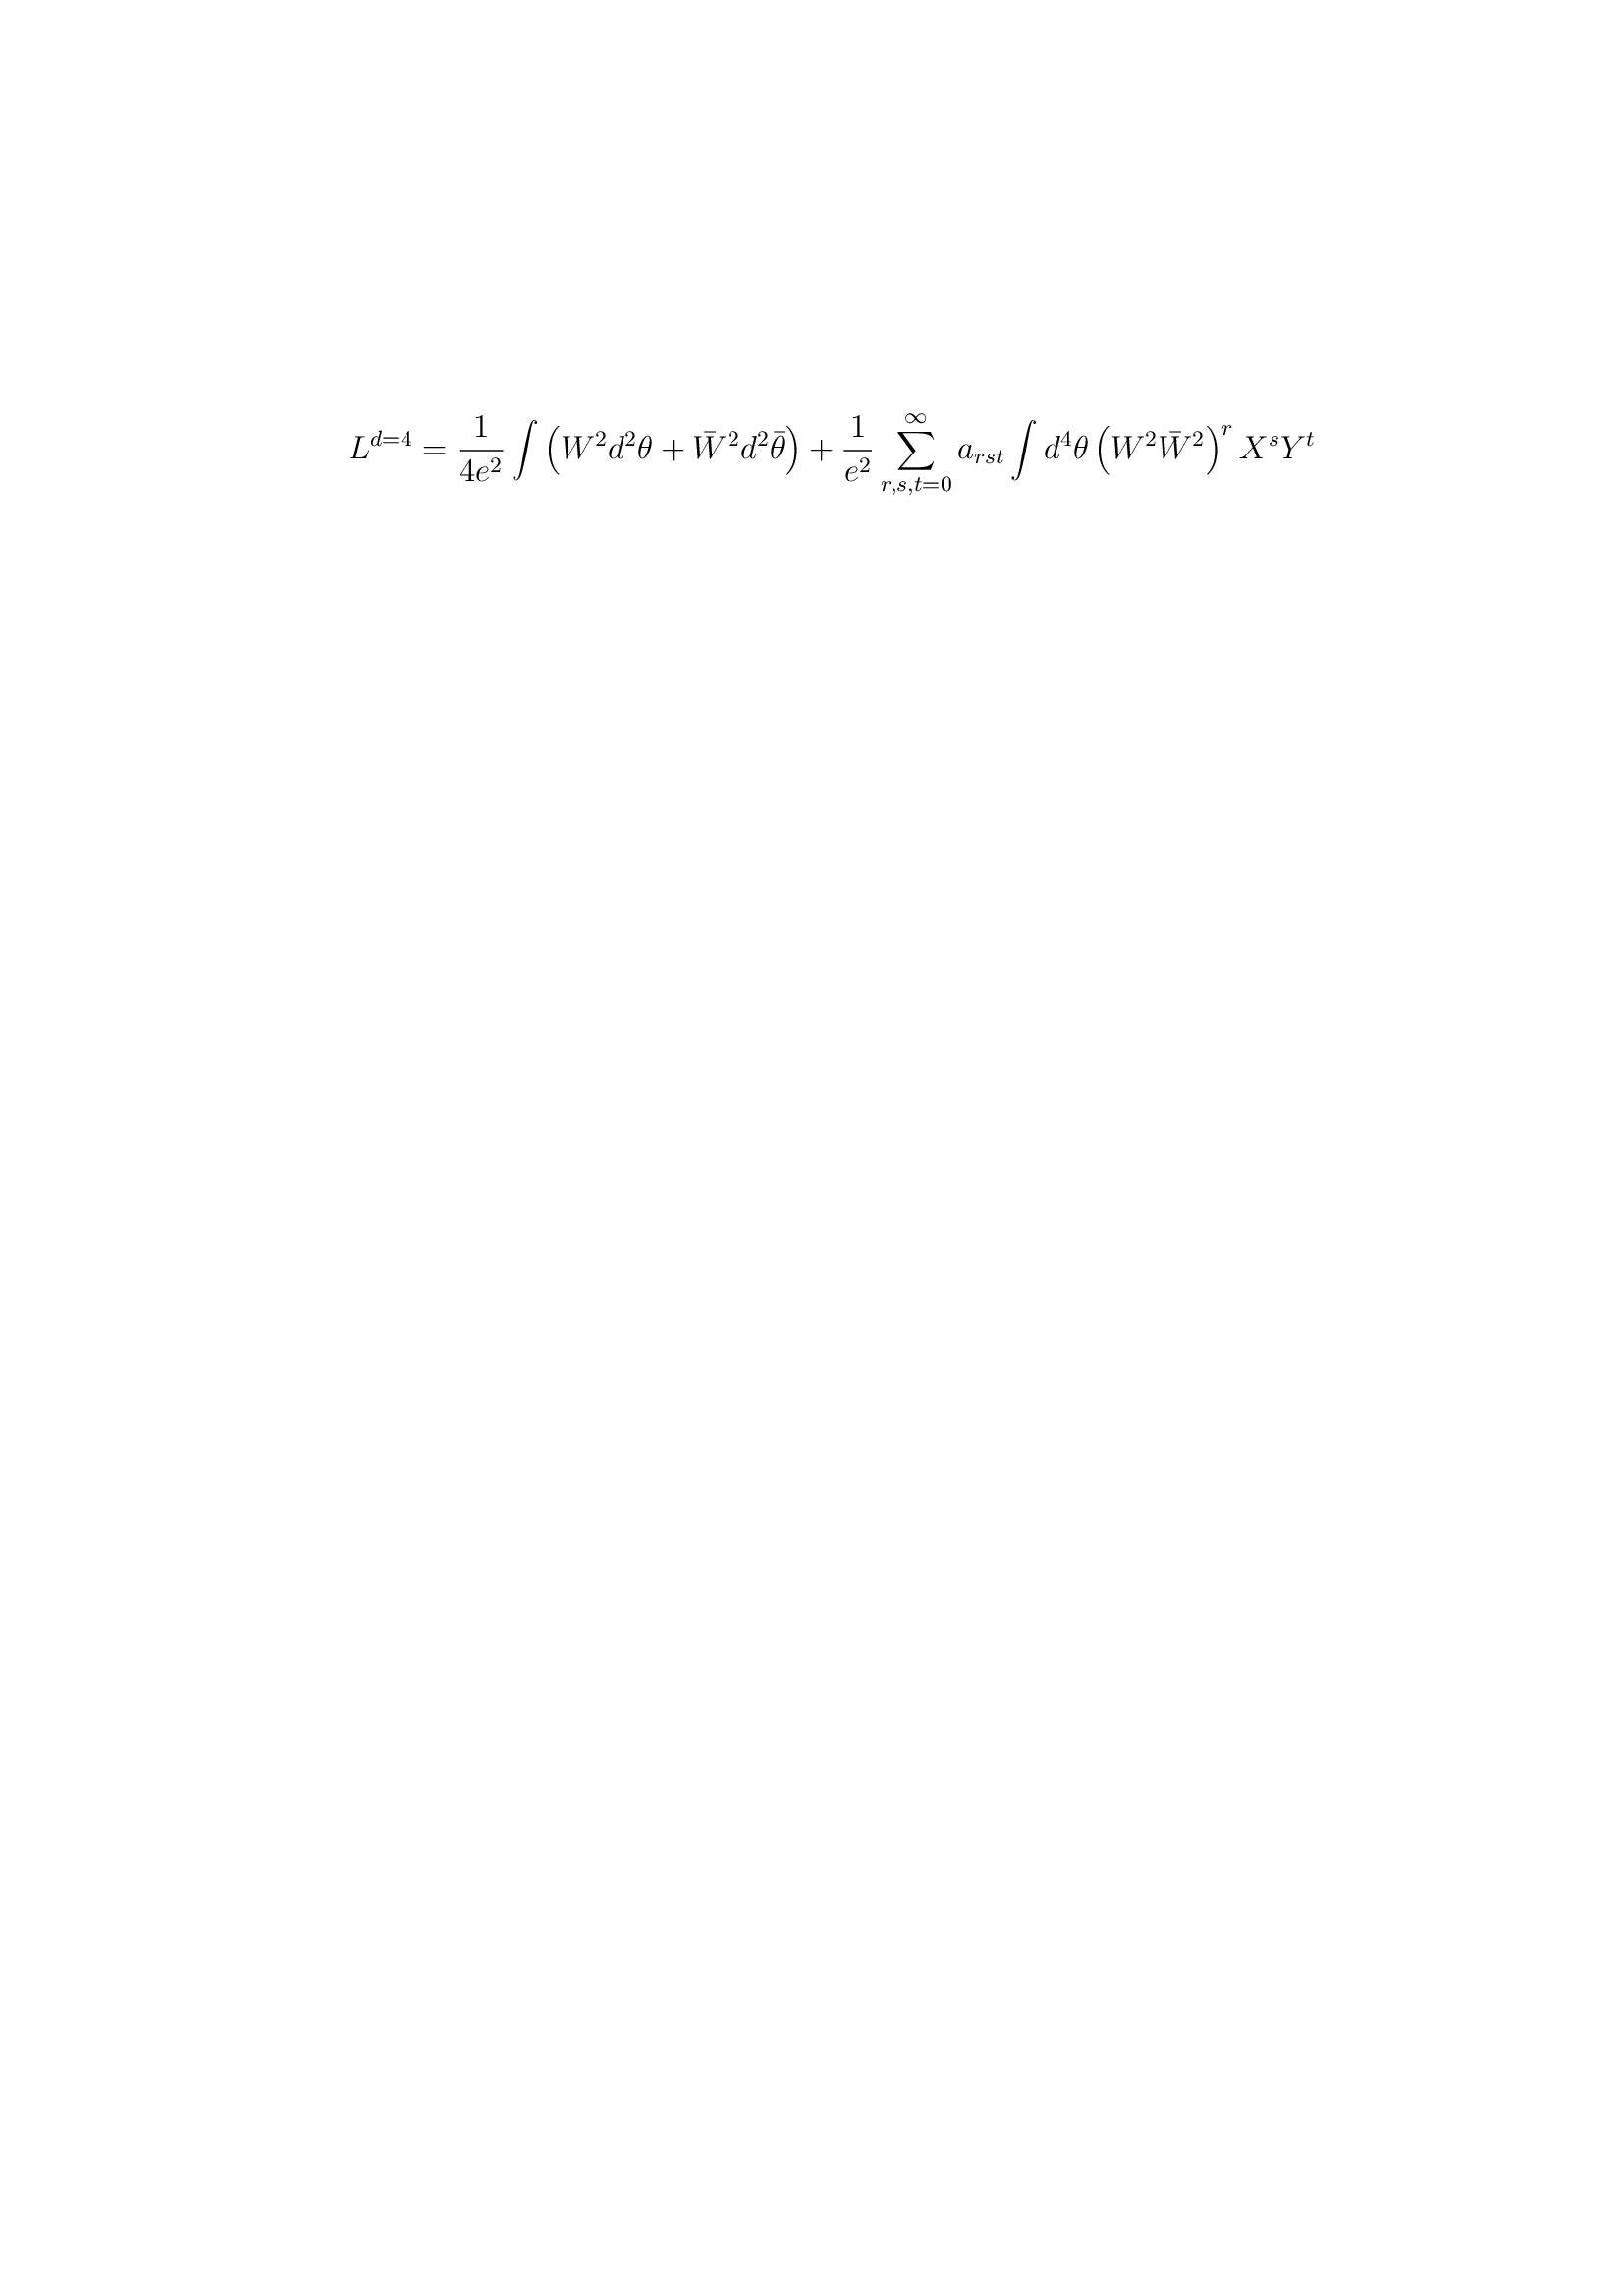 $L^{d=4} = \frac{1}{4e^2} \int \left( W^2 d^2\theta + \bar{W}^2 d^2\bar{\theta} \right) + \frac{1}{e^2} \sum_{r,s,t=0}^{\infty} a_{rst} \int d^4\theta \left( W^2 \bar{W}^2 \right)^r X^s Y^t$